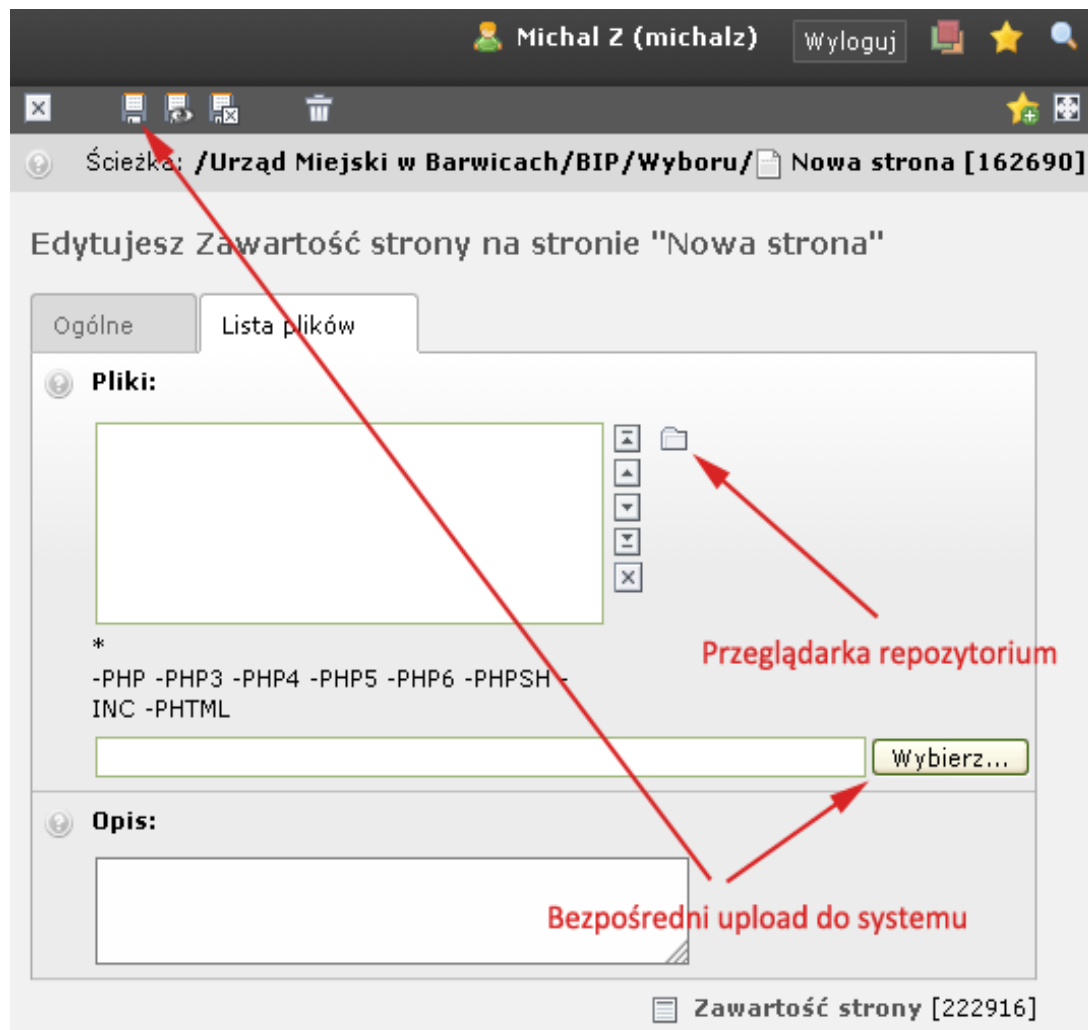 Michal Z (michalz) Wyloguj
Ścieżka: /Urząd Miejski w Barwicach/BIP/Wyboru/ Nowa strona [162690]
Edytujesz Zawartość strony na stronie "Nowa strona"
Ogólne Lista plików
Pliki:
Przeglądarka repozytorium
*
-PHP -PHP3 -PHP4 -PHP5 -PHP6 -PHPSH -
INC -PHTML
Wybierz...
Opis:
Bezpośredni upload do systemu
Zawartość strony [222916]